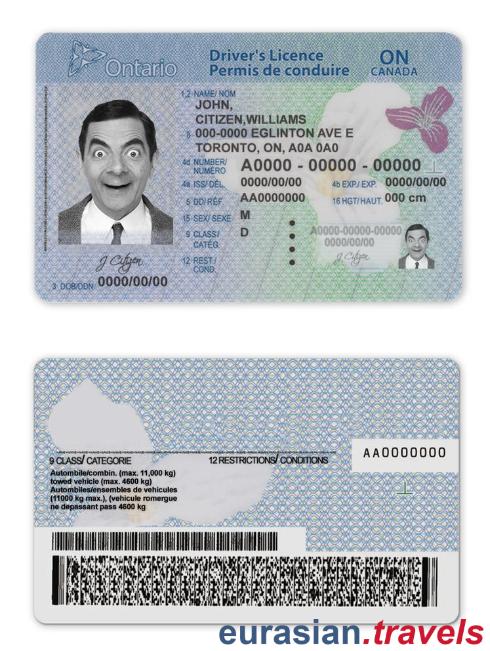 Ontario
Driver's Licence
Permis de conduire
ON
CANADA
1,2 NAME/ NOM
JOHN,
CITIZEN,WILLIAMS
8 000-0000 EGLINTON AVE E
TORONTO, ON, A0A 0A0
4d NUMBER/ NUMÉRO A0000 - 00000 - 00000
4a ISS/DÉL. 0000/00/00 4b EXP./ EXP. 0000/00/00
5 DD/RÉF. AA0000000 16 HGT/HAUT. 000 cm
15 SEX/ SEXE M
9 CLASS/ CATÉG. D
A0000-00000-00000
0000/00/00
J Citizen
12 REST./ COND.
J Citizen
3 DOB/DDN 0000/00/00
AA0000000
9 CLASS/ CATEGORIE 12 RESTRICTIONS/ CONDITIONS
Autombile/combin. (max. 11,000 kg)
towed vehicle (max. 4600 kg)
Autombiles/ensembles de vehicules
(11000 kg max.), (vehicule romergue
ne depassant pass 4600 kg
eurasian.travels